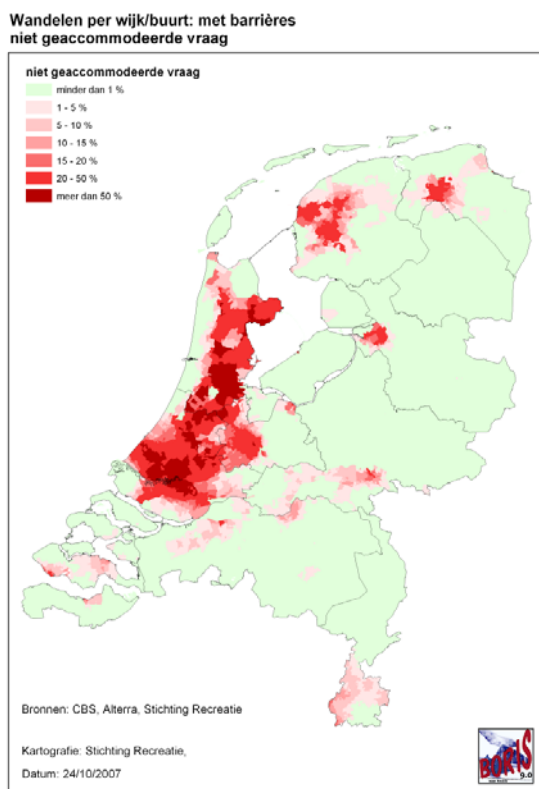 Wandelen per wijk/buurt: met barrières
niet geaccommodeerde vraag
niet geaccommodeerde vraag
minder dan 1 %
1 - 5 %
5 - 10 %
10 - 15 %
15 - 20 %
20 - 50 %
meer dan 50 %
Bronnen: CBS, Alterra, Stichting Recreatie
Kartografie: Stichting Recreatie,
Datum: 24/10/2007
BORIS
9.0